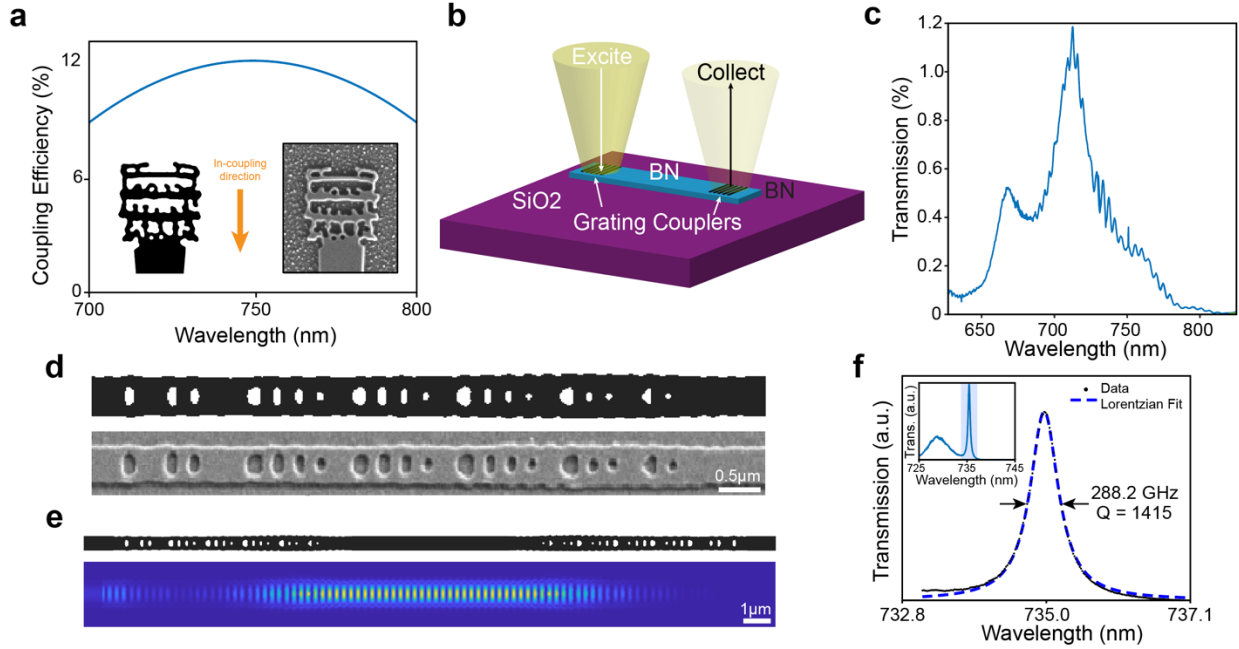 a
Coupling Efficiency (%)
12
6
0
In-coupling
direction
700
750
800
Wavelength (nm)
b
Excite
Collect
BN
BN
SiO2
Grating Couplers
c
Transmission (%)
1.2
1.0
0.8
0.6
0.4
0.2
0
650
700
750
800
Wavelength (nm)
d
0.5μm
e
1μm
f
Transmission (a.u.)
Trans. (a.u.)
725
735
745
Wavelength (nm)
Data
Lorentzian Fit
288.2 GHz
Q = 1415
732.8
735.0
737.1
Wavelength (nm)